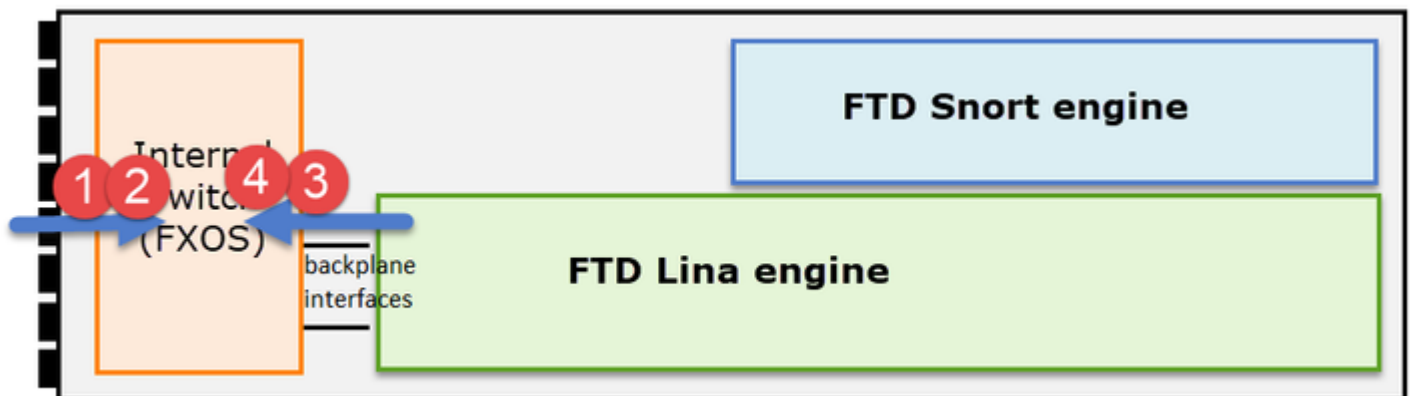 FTD Snort engine
1 2 4 3
(FXOS)
backplane
interfaces
FTD Lina engine